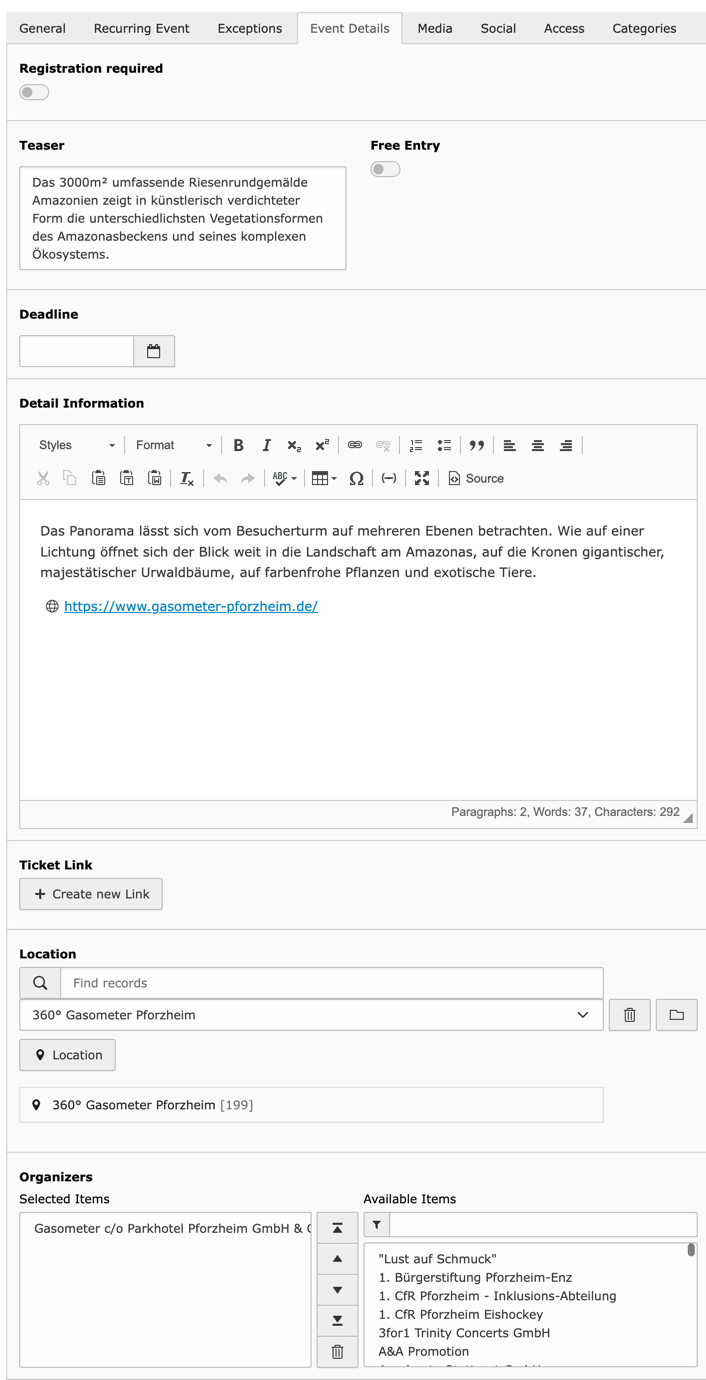 General Recurring Event Exceptions Event Details Media Social Access Categories
Registration required
Teaser
Free Entry
Das 3000m² umfassende Riesenrundgemälde
Amazonien zeigt in künstlerisch verdichteter
Form die unterschiedlichsten Vegetationsformen
des Amazonasbeckens und seines komplexen
Ökosystems.
Deadline
Detail Information
Styles Format B I x₂ x²
Ix ABC Ω Source
Das Panorama lässt sich vom Besucherturm auf mehreren Ebenen betrachten. Wie auf einer
Lichtung öffnet sich der Blick weit in die Landschaft am Amazonas, auf die Kronen gigantischer,
majestätischer Urwaldbäume, auf farbenfrohe Pflanzen und exotische Tiere.
https://www.gasometer-pforzheim.de/
Paragraphs: 2, Words: 37, Characters: 292
Ticket Link
+ Create new Link
Location
Find records
360° Gasometer Pforzheim
Location
360° Gasometer Pforzheim [199]
Organizers
Selected Items
Available Items
Gasometer c/o Parkhotel Pforzheim GmbH &
"Lust auf Schmuck"
1. Bürgerstiftung Pforzheim-Enz
1. CfR Pforzheim - Inklusions-Abteilung
1. CfR Pforzheim Eishockey
3for1 Trinity Concerts GmbH
A&A Promotion